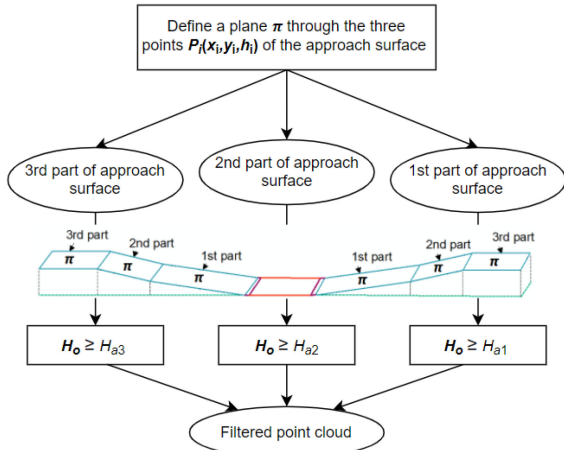 Define a plane π through the three
points Pi(xi,yi,hi) of the approach surface
3rd part of approach
surface
2nd part of approach
surface
1st part of approach
surface
3rd part
2nd part
1st part
1st part
2nd part
3rd part
π
π
π
π
π
π
Ho ≥ Ha3
Ho ≥ Ha2
Ho ≥ Ha1
Filtered point cloud